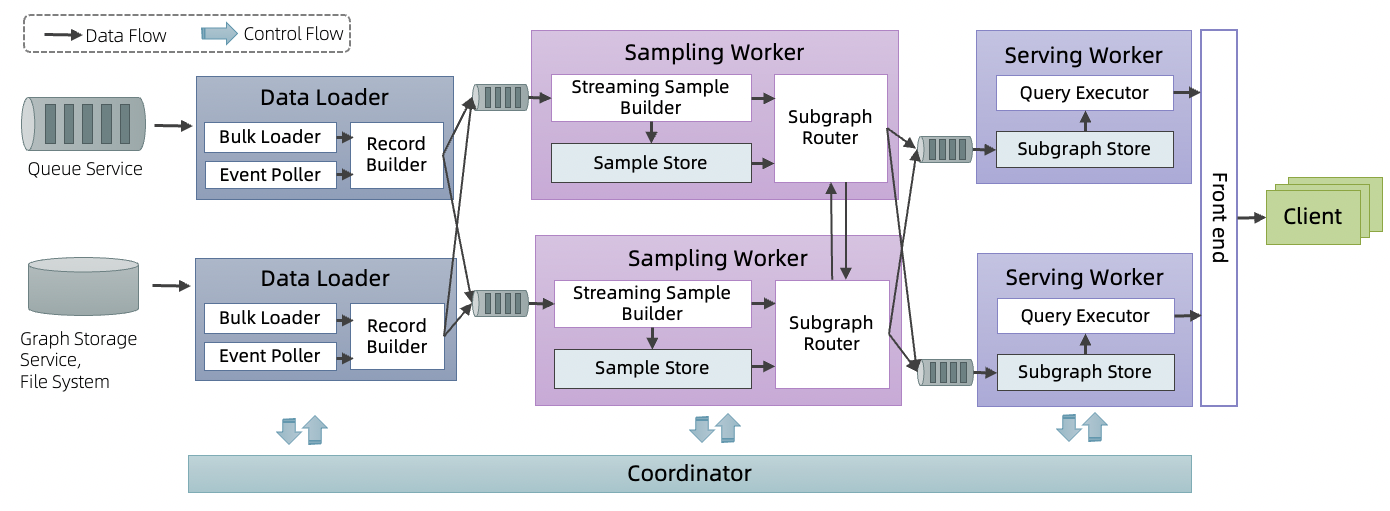 Data Flow
Control Flow
Queue Service
Graph Storage
Service,
File System
Data Loader
Bulk Loader
Event Poller
Record
Builder
Data Loader
Bulk Loader
Event Poller
Record
Builder
Sampling Worker
Streaming Sample
Builder
Sample Store
Subgraph
Router
Sampling Worker
Streaming Sample
Builder
Sample Store
Subgraph
Router
Serving Worker
Query Executor
Subgraph Store
Serving Worker
Query Executor
Subgraph Store
Front end
Client
Coordinator